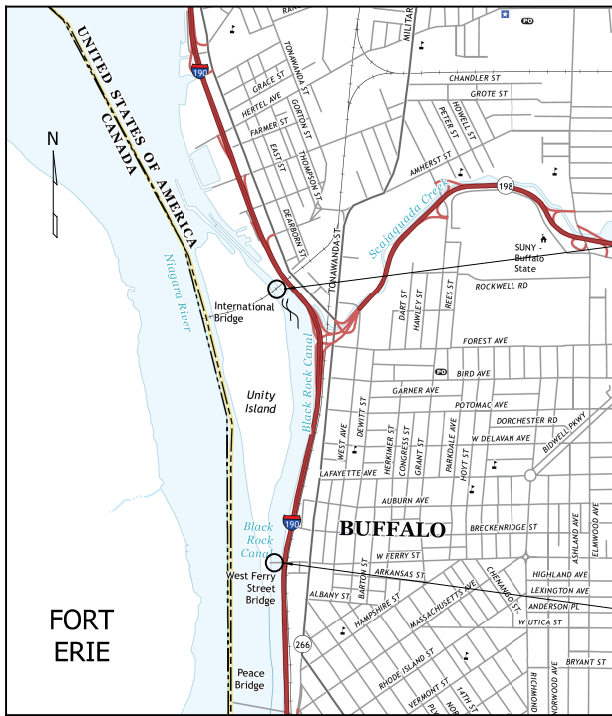 RAN
TONAWANDA ST
MILITAR
PO
UNITED STATES OF AMERICA
CANADA
190
GRACE ST
HERTEL AVE
FARMER ST
GORTON ST
EAST ST
THOMPSON ST
DEARBORN ST
CHANDLER ST
GROTE ST
HOWELL ST
PETER ST
AMHERST ST
N
198
Scajaquada Creek
TONAWANDA ST
SUNY -
Buffalo
State
Niagara River
International
Bridge
ROCKWELL RD
DART ST
HAWLEY ST
REES ST
Black Rock Canal
FOREST AVE
PO
BIRD AVE
GARNER AVE
POTOMAC AVE
Unity
Island
WEST AVE
DEWITT ST
HERKIMER ST
CONGRESS ST
GRANT ST
PARKDALE AVE
HOYT ST
DORCHESTER RD
W DELAVAN AVE
BIDWELL PKWY
LAFAYETTE AVE
AUBURN AVE
190
BUFFALO
BRECKENRIDGE ST
ASHLAND AVE
ELMWOOD AVE
Black
Rock
Canal
W FERRY ST
ARKANSAS ST
West Ferry
Street
Bridge
BARTON ST
ALBANY ST
HAMPSHIRE ST
MASSACHUSETTS AVE
CHENANGO ST
HIGHLAND AVE
LEXINGTON AVE
ANDERSON PL
W UTICA ST
FORT
ERIE
266
RHODE ISLAND ST
BRYANT ST
Peace
Bridge
VERMONT ST
14TH ST
PLY
NOR
RICHMOND
NORWOOD AVE